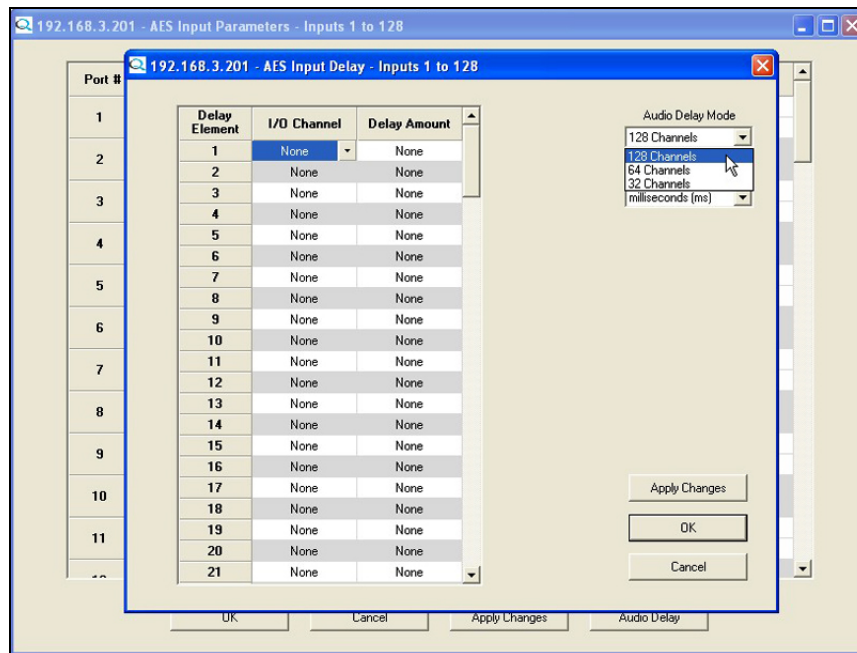 192.168.3.201 - AES Input Parameters - Inputs 1 to 128
Port #
1
2
3
4
5
6
7
8
9
10
11
192.168.3.201 - AES Input Delay - Inputs 1 to 128
Delay Element I/O Channel Delay Amount
1 None None
2 None None
3 None None
4 None None
5 None None
6 None None
7 None None
8 None None
9 None None
10 None None
11 None None
12 None None
13 None None
14 None None
15 None None
16 None None
17 None None
18 None None
19 None None
20 None None
21 None None
Audio Delay Mode
128 Channels
128 Channels
64 Channels
32 Channels
milliseconds (ms)
Apply Changes
OK
Cancel
OK Cancel Apply Changes Audio Delay